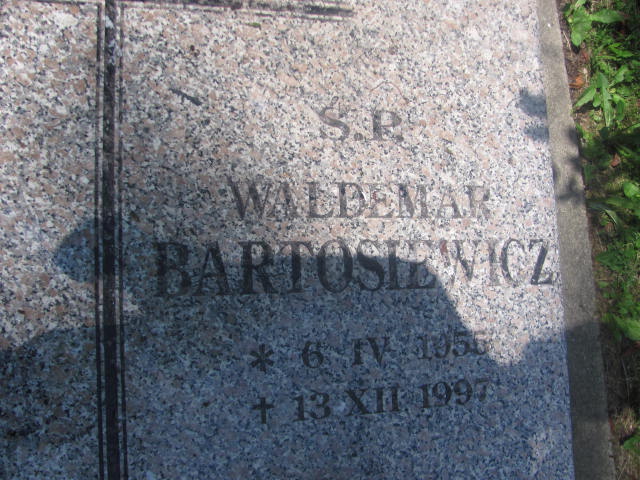 S.P.
WALDEMAR
BARTOSIEWICZ
* 6 IV 1955
✝ 13 XII 1997